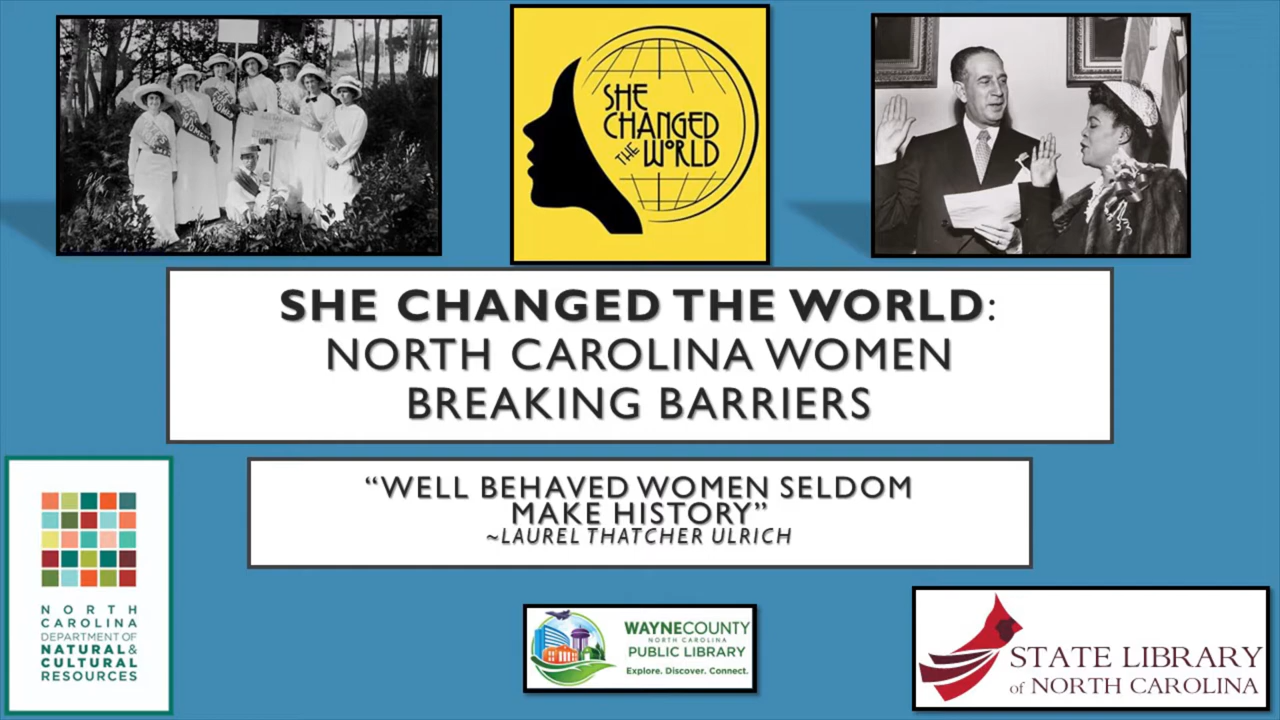 SHE
CHANGED
THE WORLD
SHE CHANGED THE WORLD:
NORTH CAROLINA WOMEN
BREAKING BARRIERS
“WELL BEHAVED WOMEN SELDOM
MAKE HISTORY”
~LAUREL THATCHER ULRICH
NORTH
CAROLINA
DEPARTMENT OF
NATURAL &
CULTURAL
RESOURCES
WAYNECOUNTY
NORTH CAROLINA
PUBLIC LIBRARY
Explore. Discover. Connect.
STATE LIBRARY
of NORTH CAROLINA